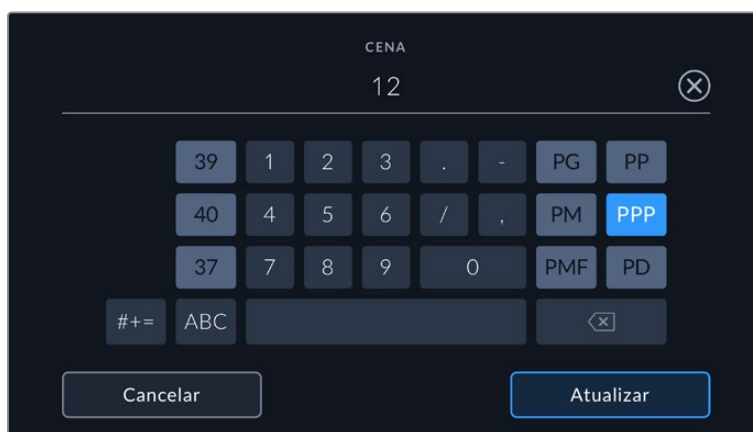 CENA
12
39 1 2 3 . - PG PP
40 4 5 6 / , PM PPP
37 7 8 9 0 PMF PD
#+= ABC
Cancelar Atualizar